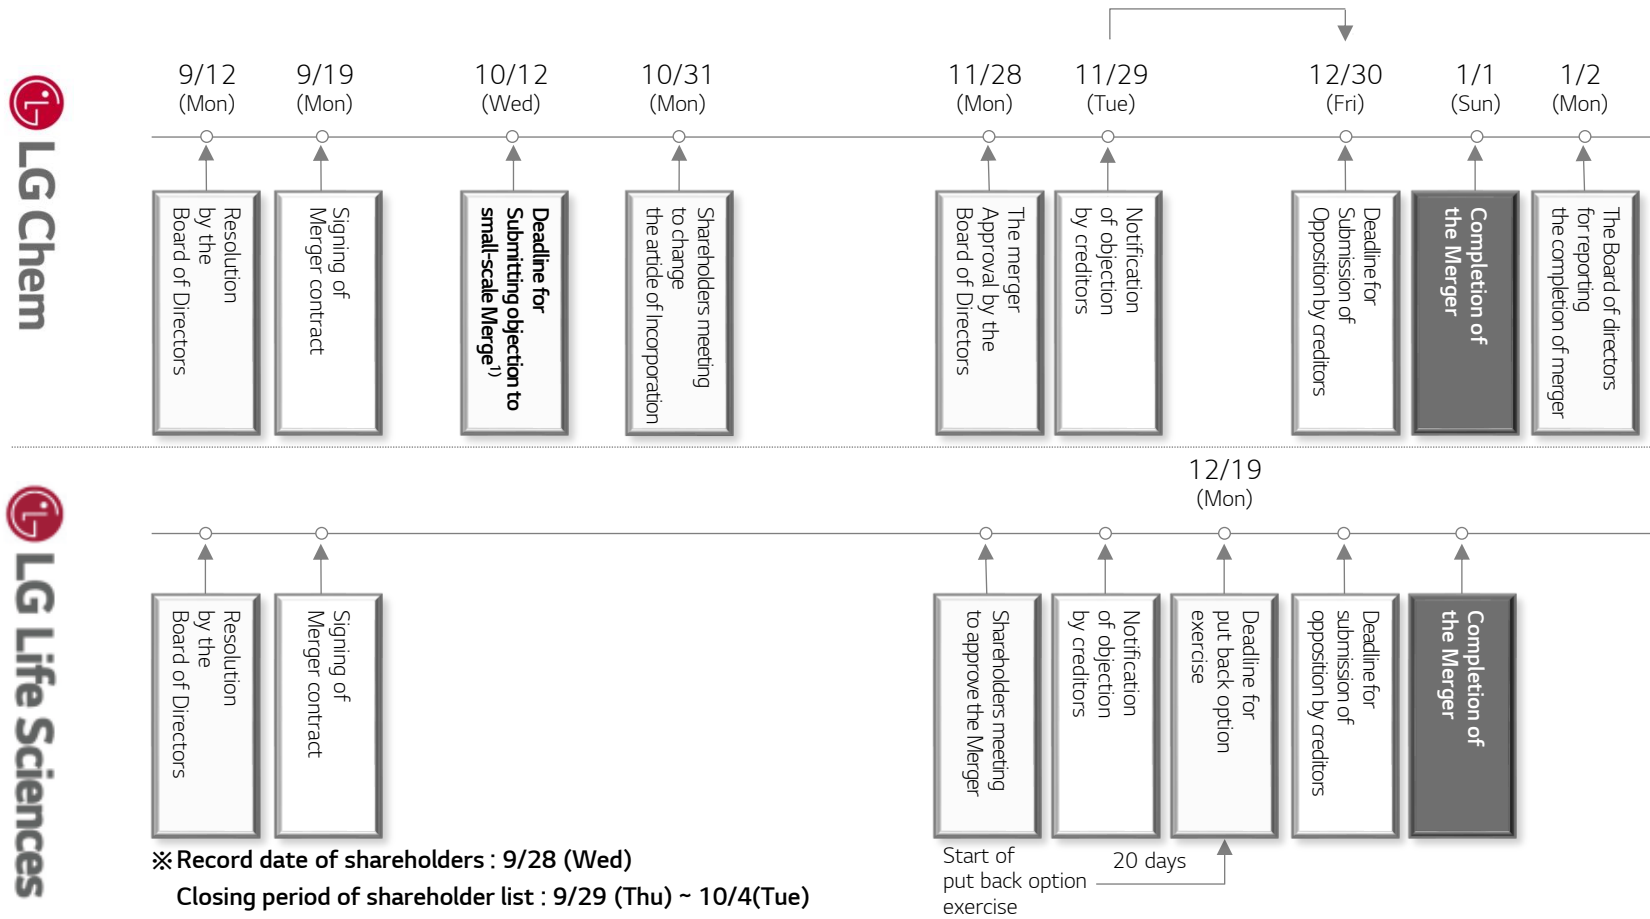 LG Chem
9/12
(Mon)
9/19
(Mon)
10/12
(Wed)
10/31
(Mon)
11/28
(Mon)
11/29
(Tue)
12/30
(Fri)
1/1
(Sun)
1/2
(Mon)
Resolution
by the
Board of Directors
Signing of
Merger contract
Deadline for
Submitting objection to
small-scale Merge1)
Shareholders meeting
to change
the artide of Incorporation
The merger
Approval by the
Board of Directors
Notification
of objection
by creditors
Deadline for
Submission of
Opposition by creditors
Completion of
the Merger
The Board of directors
for reporting
the completion of merger
LG Life Sciences
12/19
(Mon)
Resolution
by the
Board of Directors
Signing of
Merger contract
Shareholders meeting
to approve the Merger
Notification
of objection
by creditors
Deadline for
put back option
exercise
Deadline for
submission of
opposition by creditors
Completion of
the Merger
※ Record date of shareholders : 9/28 (Wed)
Closing period of shareholder list : 9/29 (Thu) ~ 10/4(Tue)
Start of
put back option
exercise
20 days